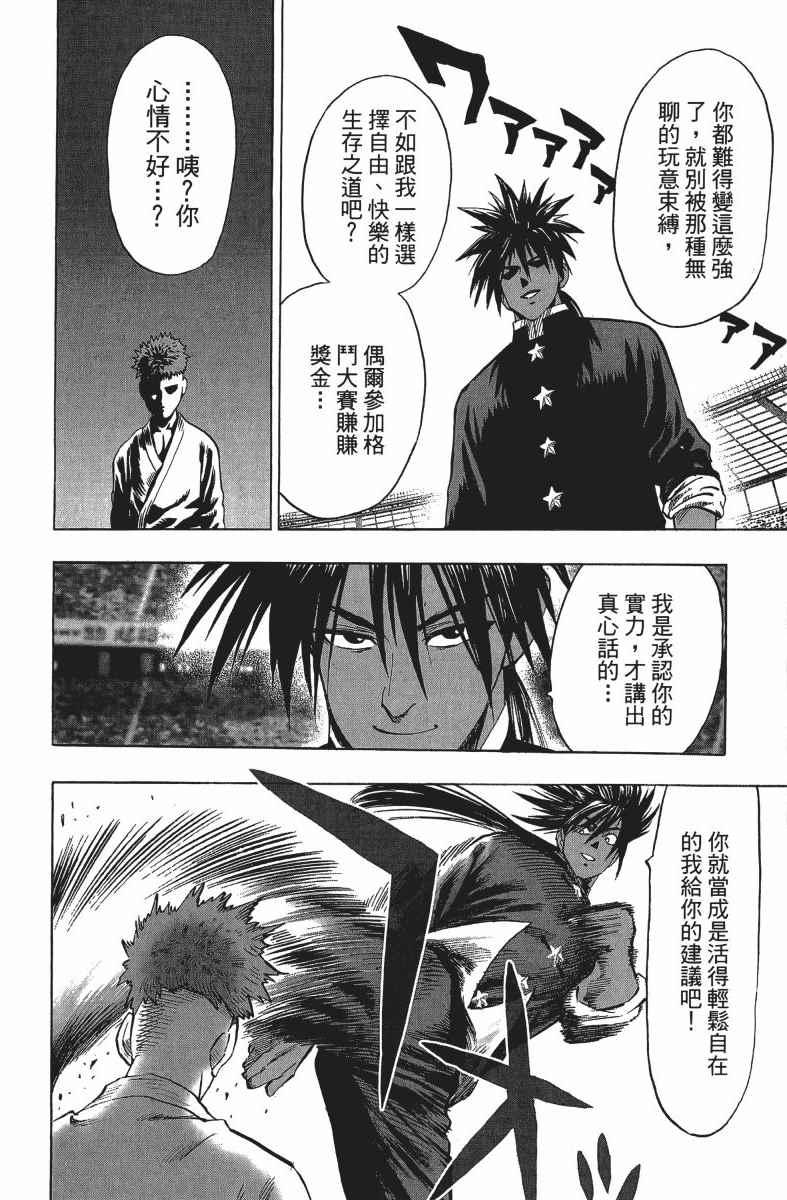 你都難得變這麼強
了，就別被那種無
聊的玩意束縛，
ワァァァァ
ァァ
不如跟我一樣選
擇自由、快樂的
生存之道吧？
偶爾參加格
鬥大賽賺賺
獎金…
………咦？你
心情不好…？
我是承認你的
實力，才講出
真心話的…
你就當成是活得輕鬆自在
的我給你的建議吧！